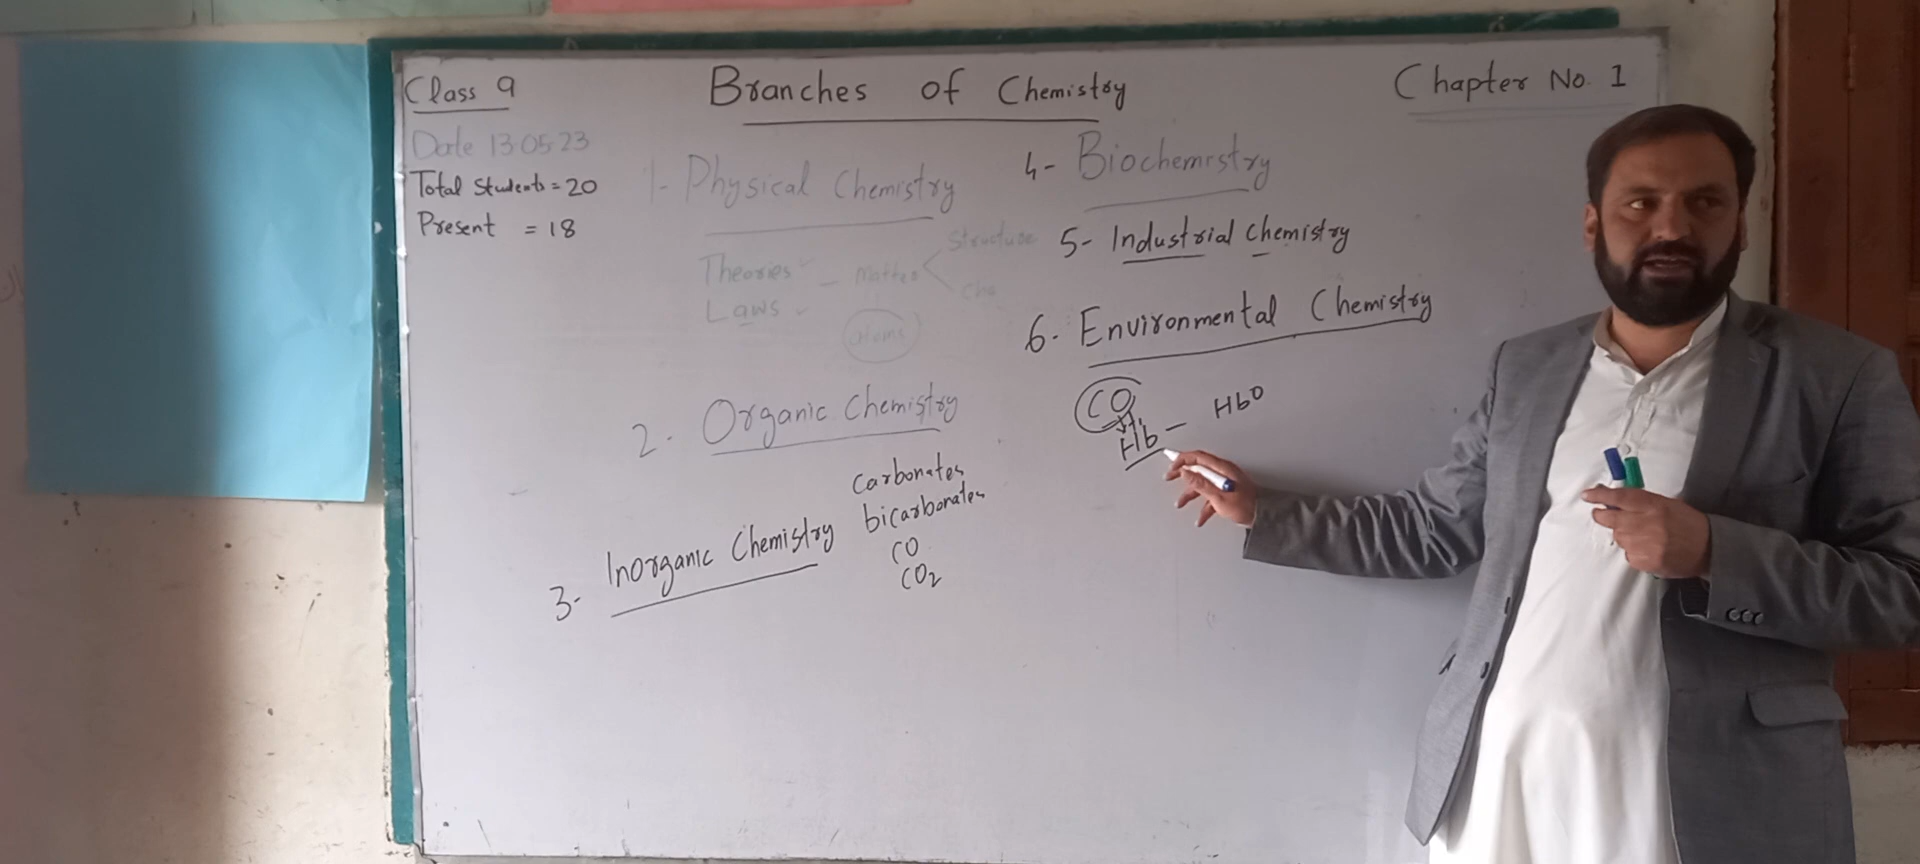 Class 9
Branches of Chemistry
Chapter No. 1
Date 13.05.23
Total Students = 20
Present = 18
1- Physical Chemistry
Theories - matter
Structure
Laws
atoms
2- Organic Chemistry
3- Inorganic Chemistry
Carbonates
bicarbonates
CO
CO2
4- Biochemistry
5- Industrial Chemistry
6- Environmental Chemistry
CO
Hb - HbO